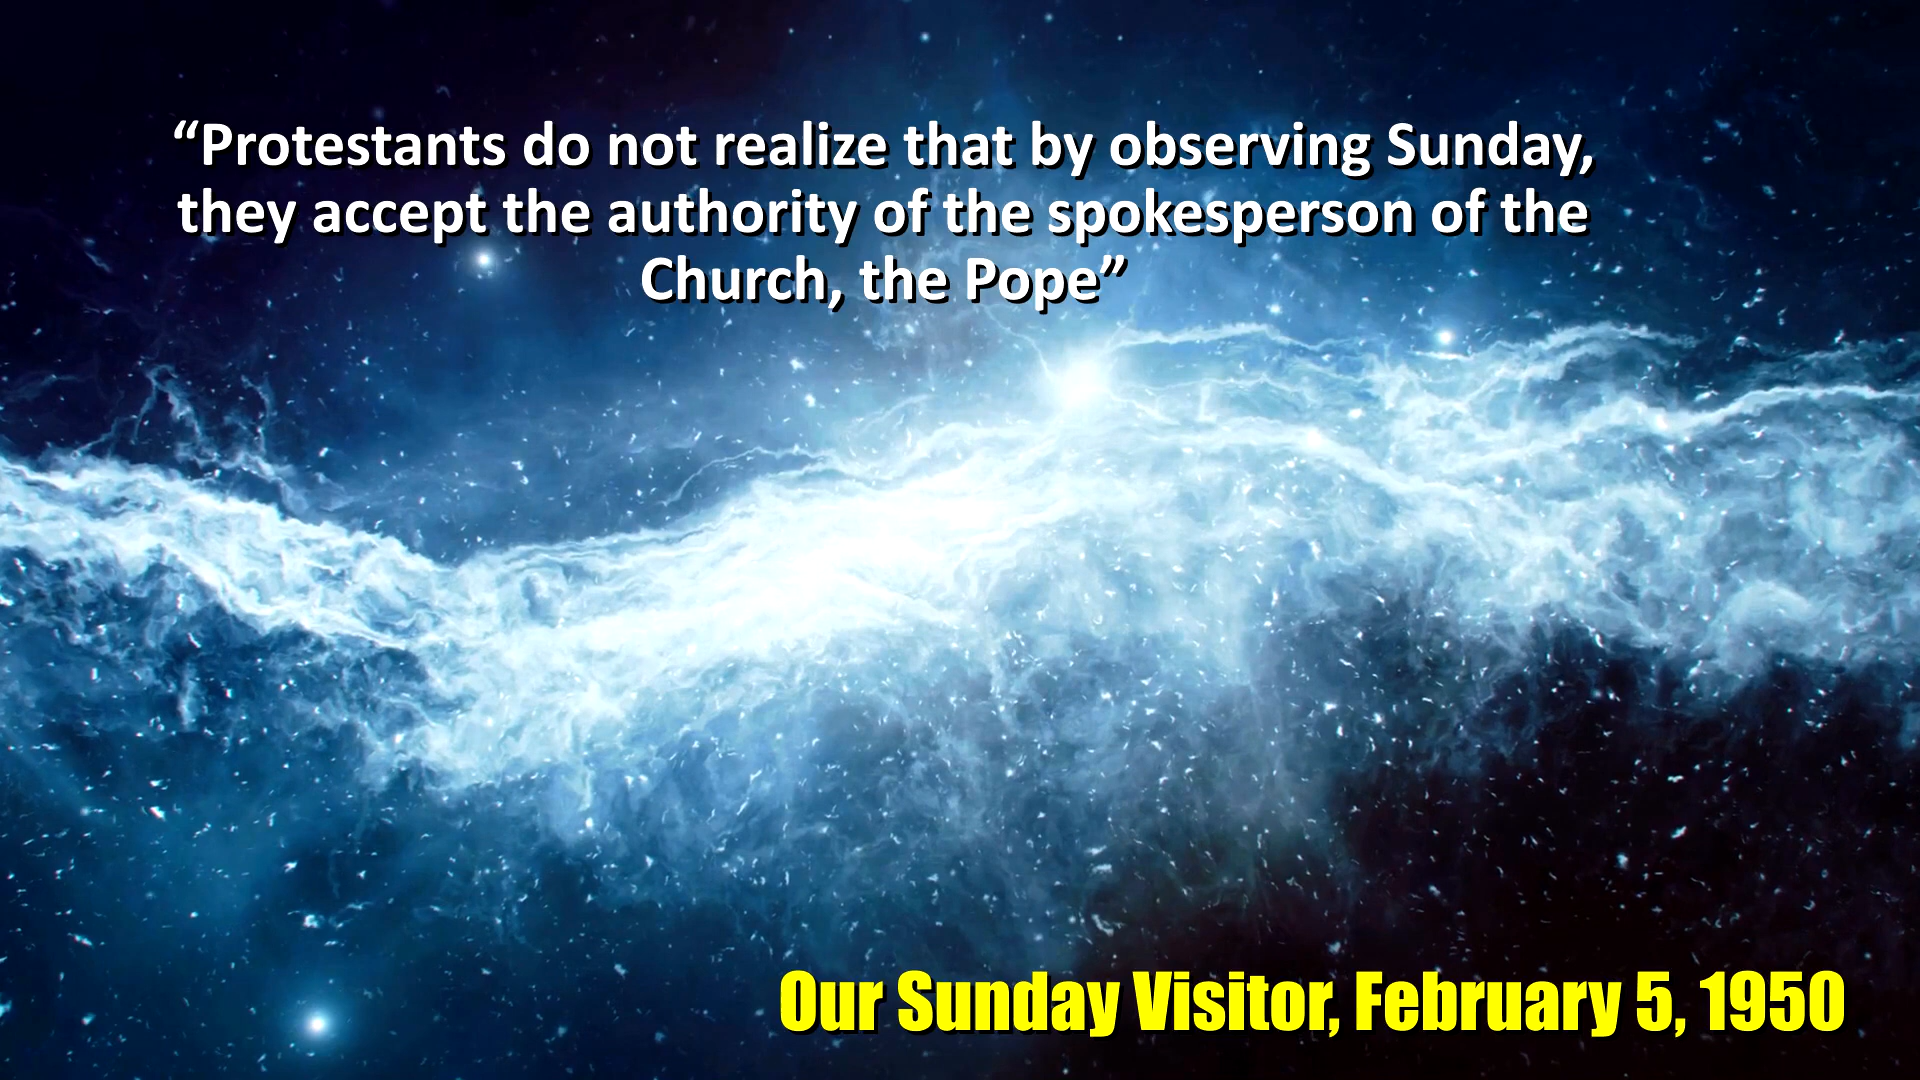 “Protestants do not realize that by observing Sunday,
they accept the authority of the spokesperson of the
Church, the Pope”
Our Sunday Visitor, February 5, 1950